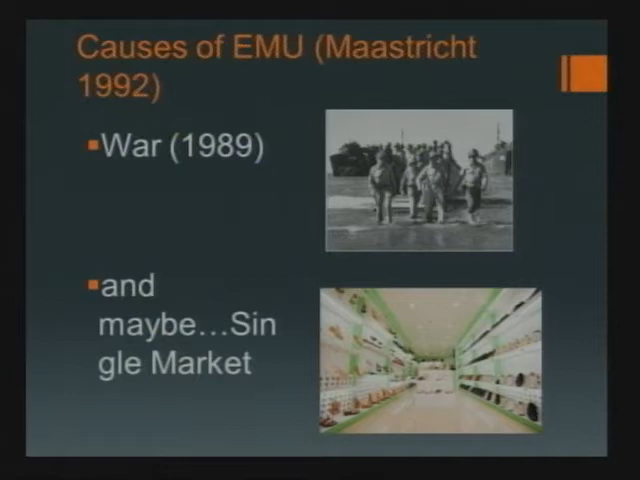 Causes of EMU (Maastricht
1992)
▪War (1989)
▪and
maybe…Sin
gle Market